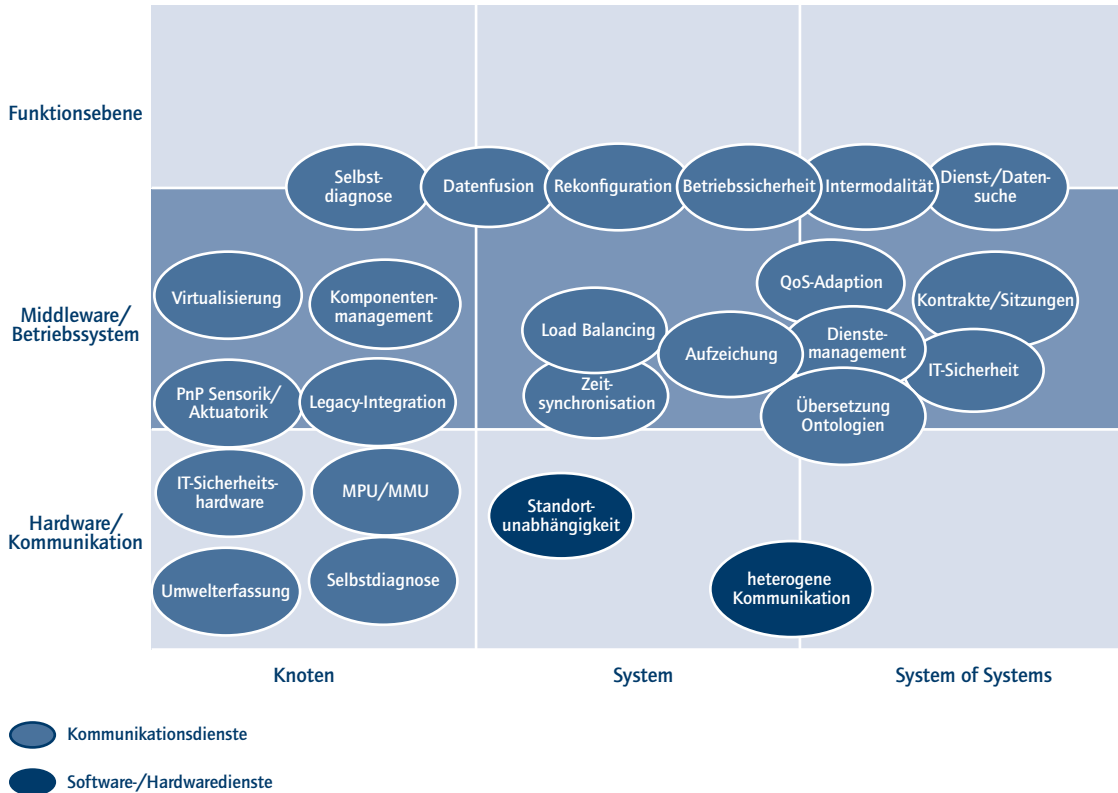 Funktionsebene
Selbst-
diagnose
Datenfusion
Rekonfiguration
Betriebssicherheit
Intermodalität
Dienst-/Daten-
suche
Middleware/
Betriebssystem
Virtualisierung
Komponenten-
management
QoS-Adaption
Kontrakte/Sitzungen
Load Balancing
Aufzeichung
Dienste-
management
IT-Sicherheit
PnP Sensorik/
Aktuatorik
Legacy-Integration
Zeit-
synchronisation
Übersetzung
Ontologien
Hardware/
Kommunikation
IT-Sicherheits-
hardware
MPU/MMU
Standort-
unabhängigkeit
Umwelterfassung
Selbstdiagnose
heterogene
Kommunikation
Knoten
System
System of Systems
Kommunikationsdienste
Software-/Hardwaredienste